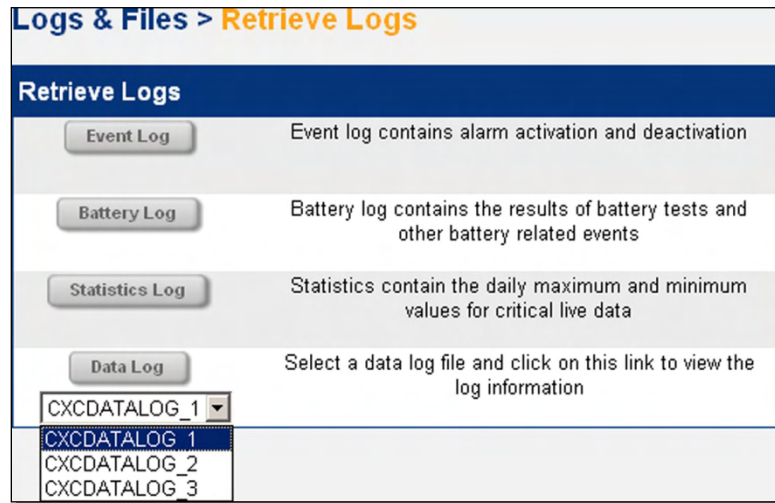 Logs & Files > Retrieve Logs
Retrieve Logs
Event Log
Event log contains alarm activation and deactivation
Battery Log
Battery log contains the results of battery tests and
other battery related events
Statistics Log
Statistics contain the daily maximum and minimum
values for critical live data
Data Log
Select a data log file and click on this link to view the
log information
CXCDATALOG_1
CXCDATALOG_1
CXCDATALOG_2
CXCDATALOG_3